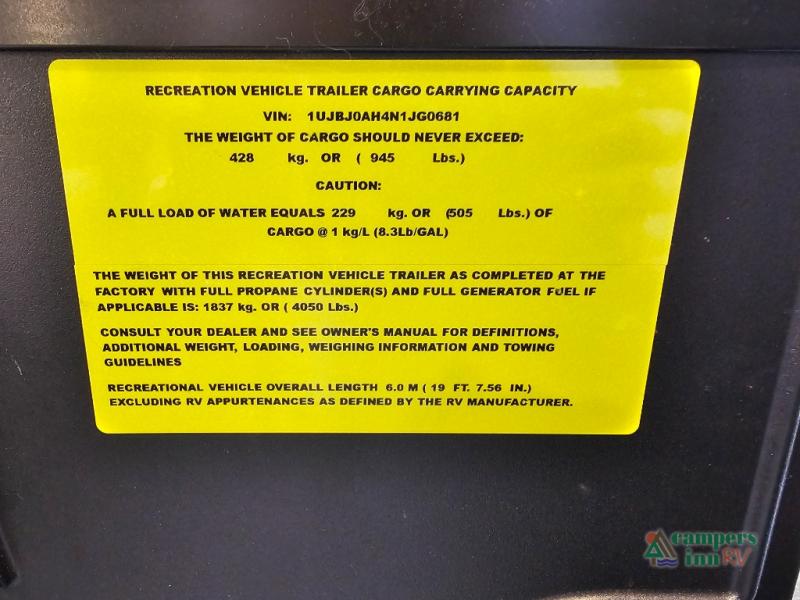 RECREATION VEHICLE TRAILER CARGO CARRYING CAPACITY
VIN: 1UJBJ0AH4N1JG0681
THE WEIGHT OF CARGO SHOULD NEVER EXCEED:
428 kg. OR ( 945 Lbs.)
CAUTION:
A FULL LOAD OF WATER EQUALS 229 kg. OR (505 Lbs.) OF
CARGO @ 1 kg/L (8.3Lb/GAL)
THE WEIGHT OF THIS RECREATION VEHICLE TRAILER AS COMPLETED AT THE
FACTORY WITH FULL PROPANE CYLINDER(S) AND FULL GENERATOR FUEL IF
APPLICABLE IS: 1837 kg. OR ( 4050 Lbs.)
CONSULT YOUR DEALER AND SEE OWNER'S MANUAL FOR DEFINITIONS,
ADDITIONAL WEIGHT, LOADING, WEIGHING INFORMATION AND TOWING
GUIDELINES
RECREATIONAL VEHICLE OVERALL LENGTH 6.0 M ( 19 FT. 7.56 IN.)
EXCLUDING RV APPURTENANCES AS DEFINED BY THE RV MANUFACTURER.
campers
inn RV